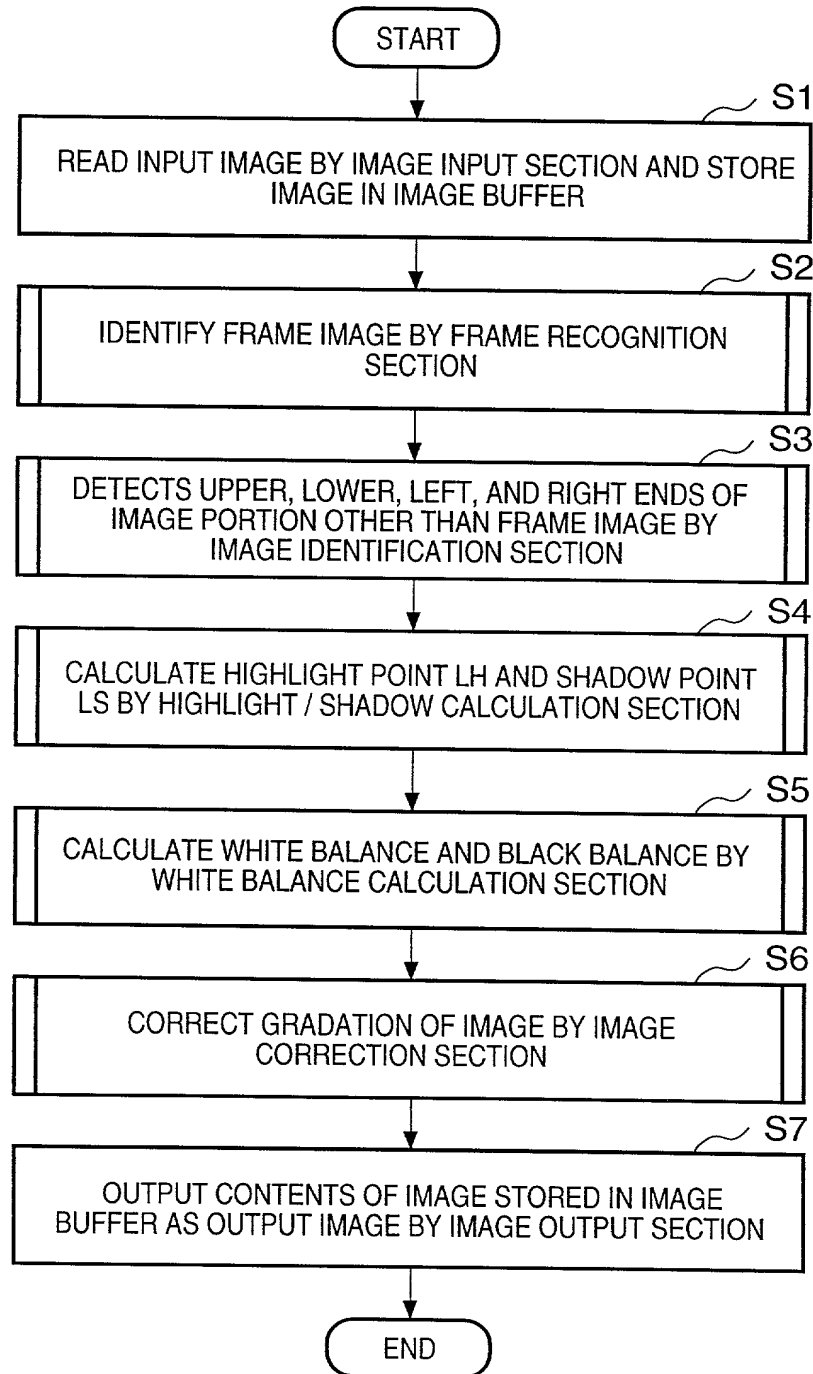 START
S1
READ INPUT IMAGE BY IMAGE INPUT SECTION AND STORE
IMAGE IN IMAGE BUFFER
S2
IDENTIFY FRAME IMAGE BY FRAME RECOGNITION
SECTION
S3
DETECTS UPPER, LOWER, LEFT, AND RIGHT ENDS OF
IMAGE PORTION OTHER THAN FRAME IMAGE BY
IMAGE IDENTIFICATION SECTION
S4
CALCULATE HIGHLIGHT POINT LH AND SHADOW POINT
LS BY HIGHLIGHT / SHADOW CALCULATION SECTION
S5
CALCULATE WHITE BALANCE AND BLACK BALANCE BY
WHITE BALANCE CALCULATION SECTION
S6
CORRECT GRADATION OF IMAGE BY IMAGE
CORRECTION SECTION
S7
OUTPUT CONTENTS OF IMAGE STORED IN IMAGE
BUFFER AS OUTPUT IMAGE BY IMAGE OUTPUT SECTION
END